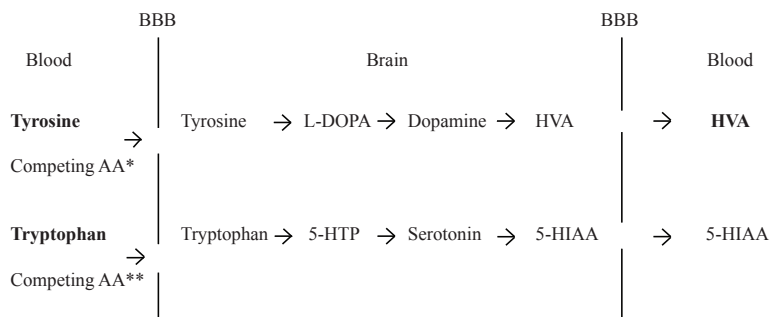 BBB BBB
Blood Brain Blood
Tyrosine Tyrosine L-DOPA Dopamine HVA HVA
Competing AA*
Tryptophan Tryptophan 5-HTP Serotonin 5-HIAA 5-HIAA
Competing AA**